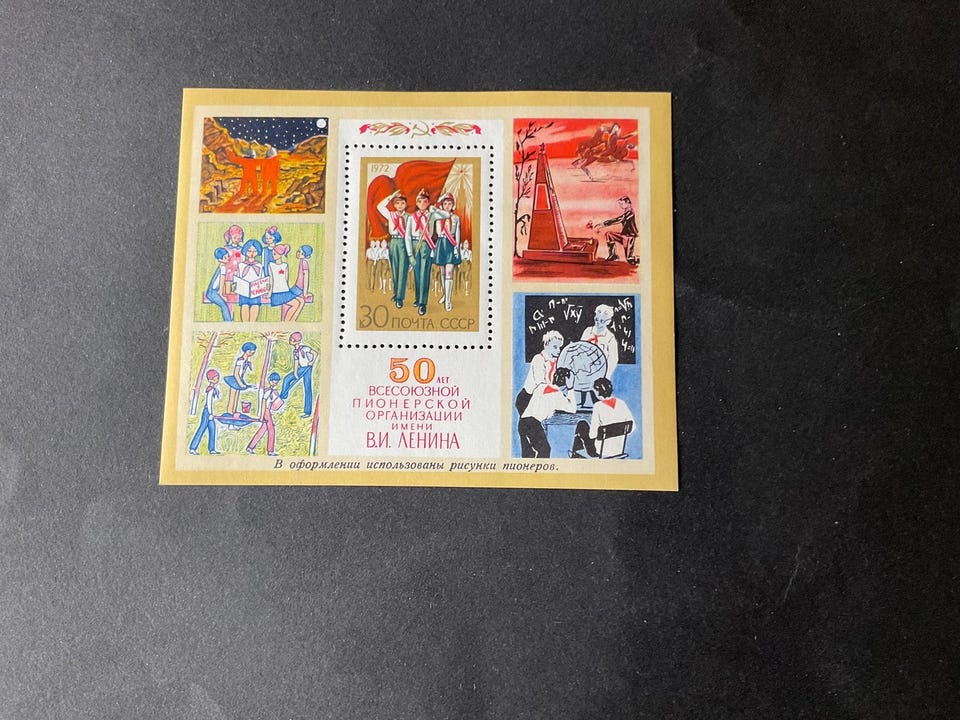 1972
30 ПОЧТА СССР
50 ЛЕТ
ВСЕСОЮЗНОЙ
ПИОНЕРСКОЙ
ОРГАНИЗАЦИИ
ИМЕНИ
В.И. ЛЕНИНА
В оформлении использованы рисунки пионеров.